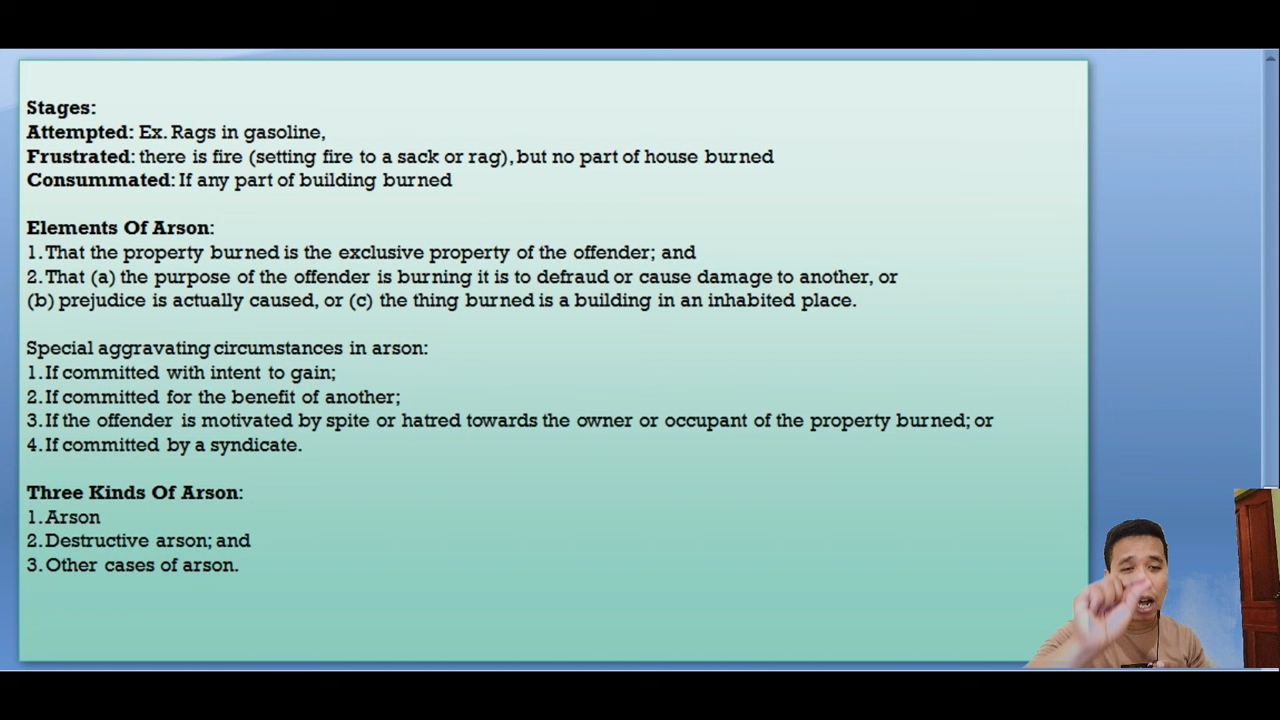 Stages:
Attempted: Ex. Rags in gasoline,
Frustrated: there is fire (setting fire to a sack or rag), but no part of house burned
Consummated: If any part of building burned
Elements Of Arson:
1. That the property burned is the exclusive property of the offender; and
2. That (a) the purpose of the offender is burning it is to defraud or cause damage to another, or
(b) prejudice is actually caused, or (c) the thing burned is a building in an inhabited place.
Special aggravating circumstances in arson:
1. If committed with intent to gain;
2. If committed for the benefit of another;
3. If the offender is motivated by spite or hatred towards the owner or occupant of the property burned; or
4. If committed by a syndicate.
Three Kinds Of Arson:
1. Arson
2. Destructive arson; and
3. Other cases of arson.